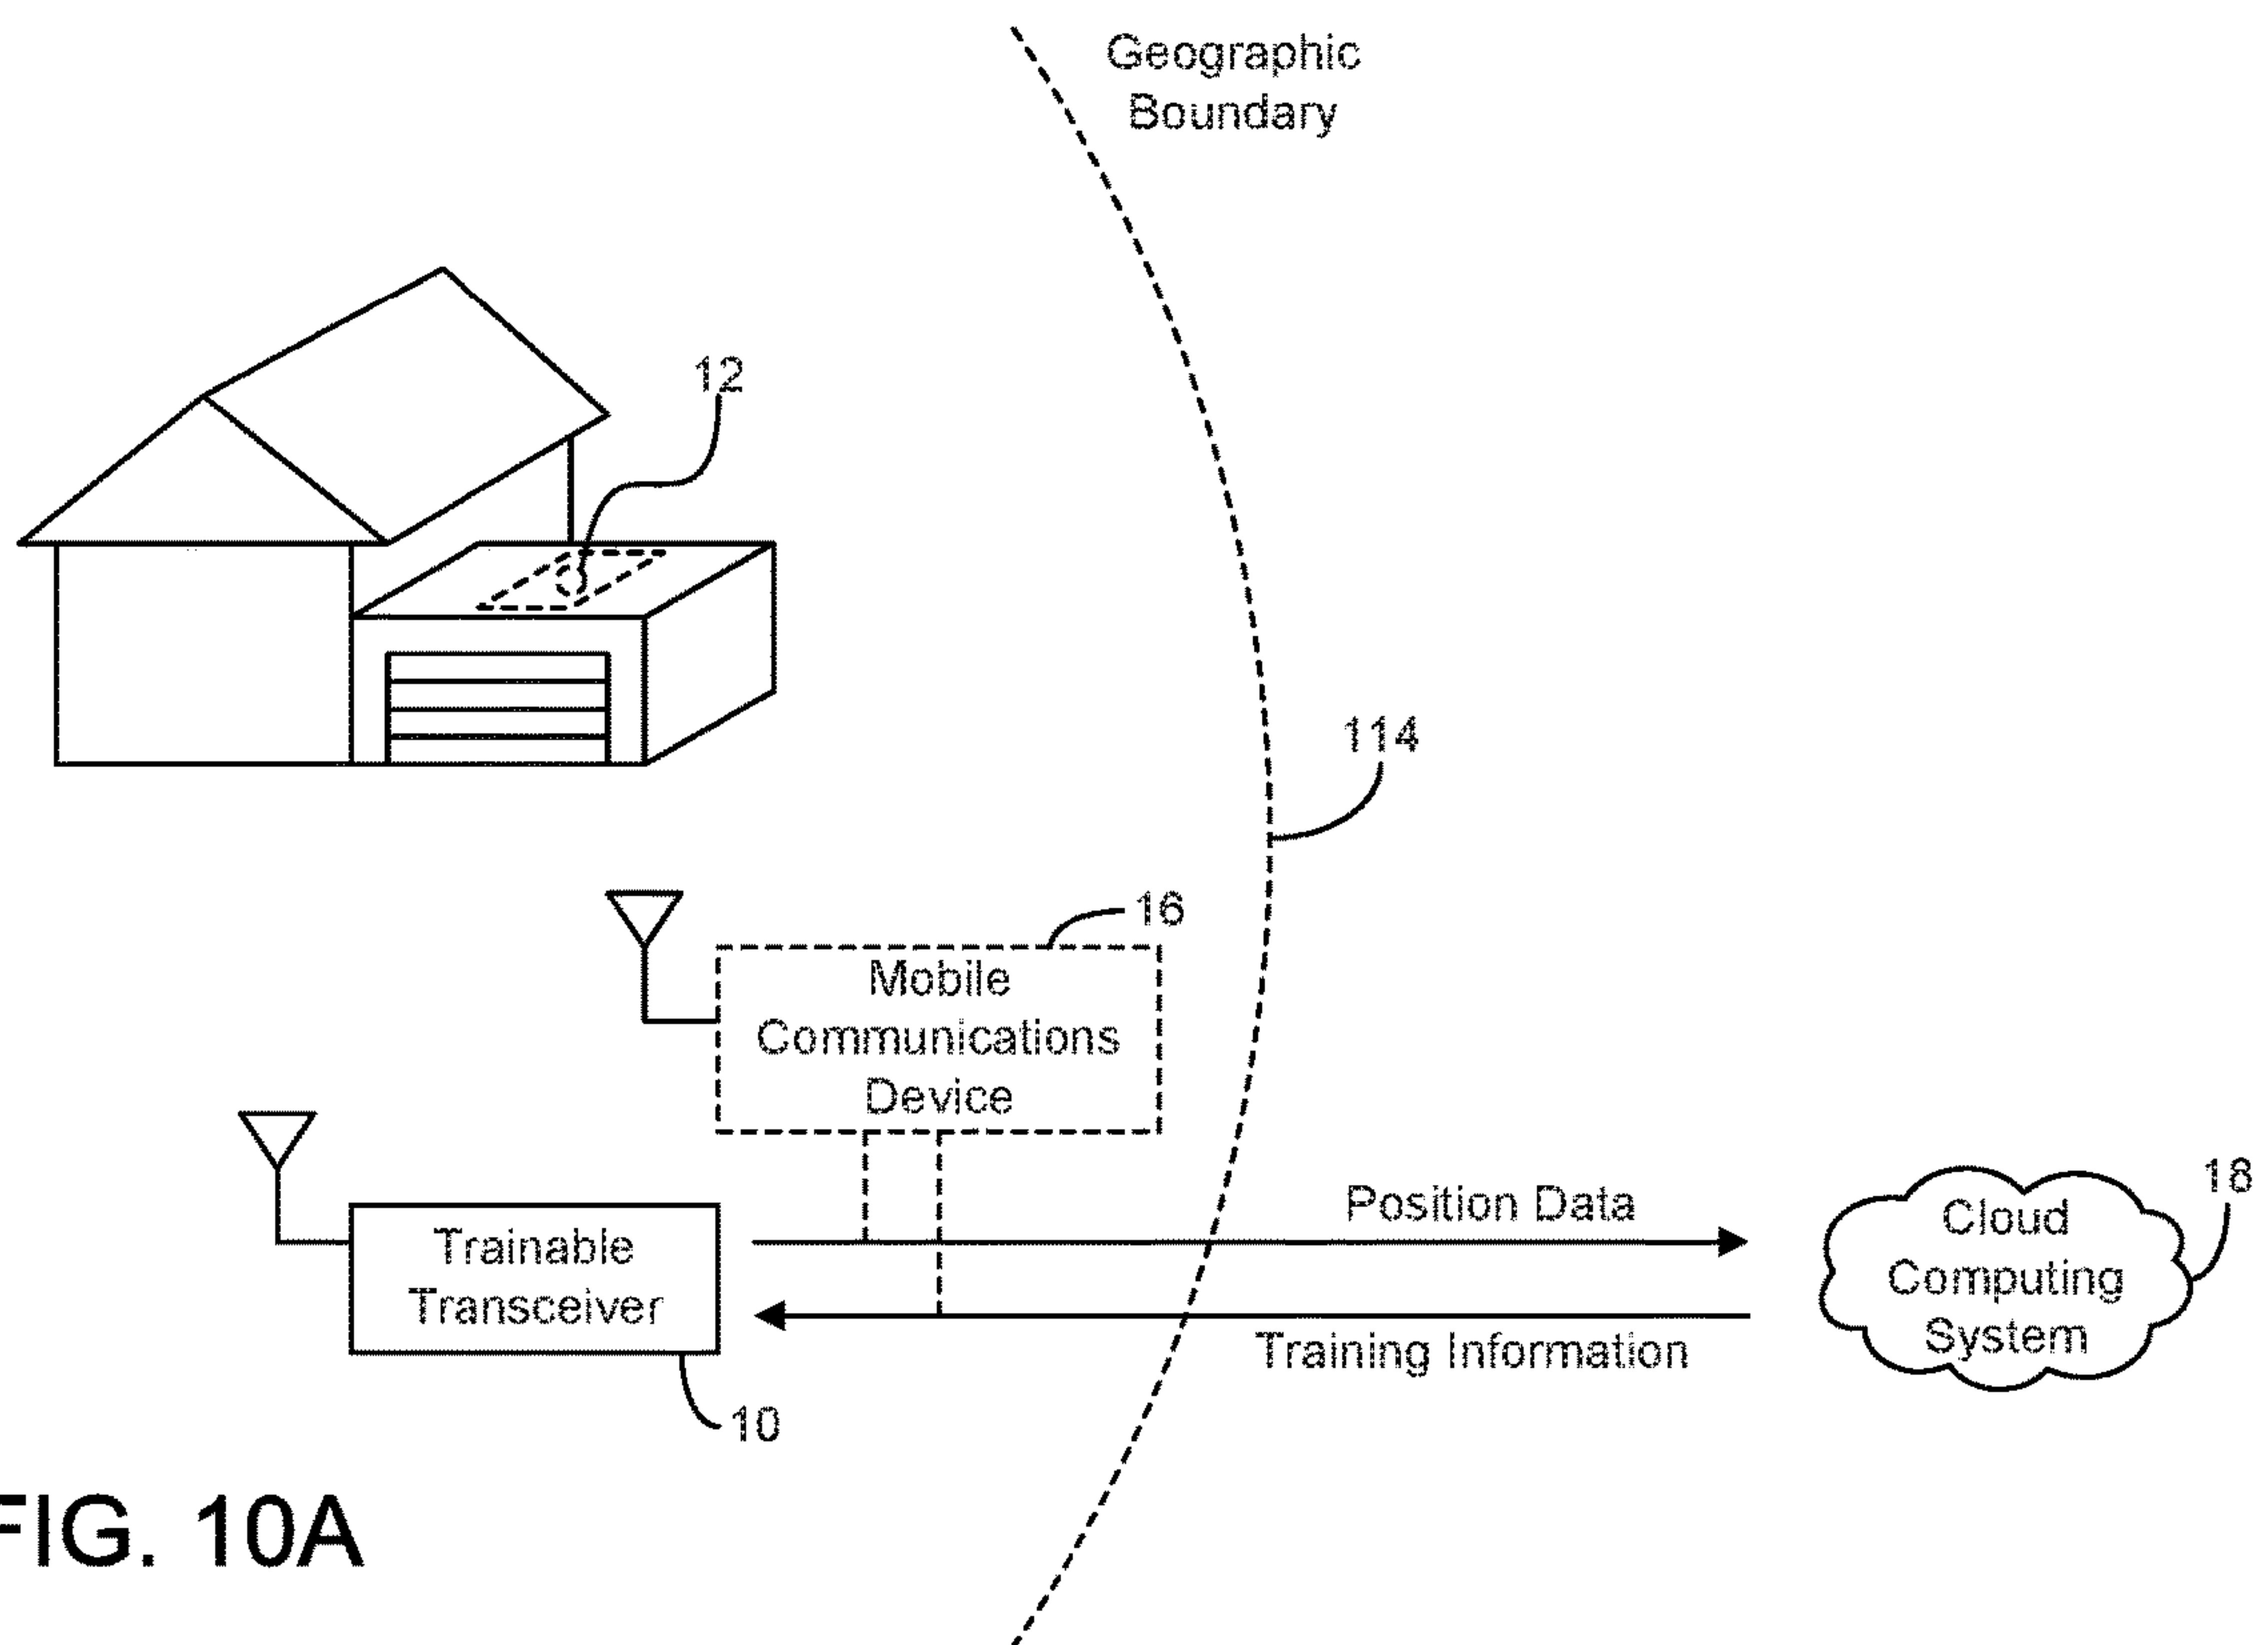 Geographic
Boundary
12
114
16
Mobile
Communications
Device
Position Data
18
Cloud
Computing
System
Trainable
Transceiver
Training Information
10
FIG. 10A